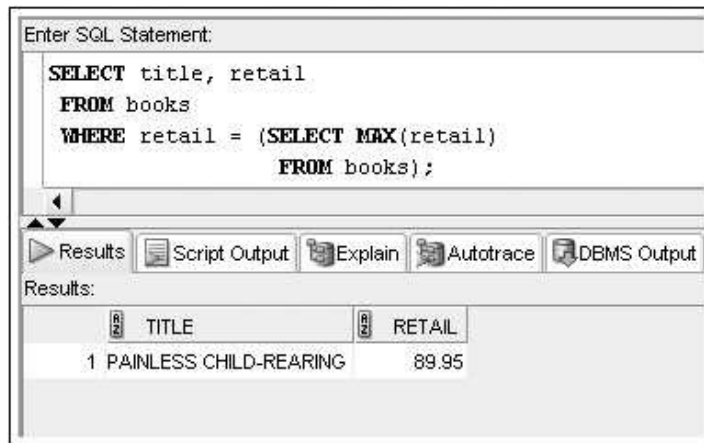 Enter SQL Statement:
SELECT title, retail
FROM books
WHERE retail = (SELECT MAX(retail)
FROM books);
Results Script Output Explain Autotrace DBMS Output
Results:
TITLE RETAIL
1 PAINLESS CHILD-REARING 89.95